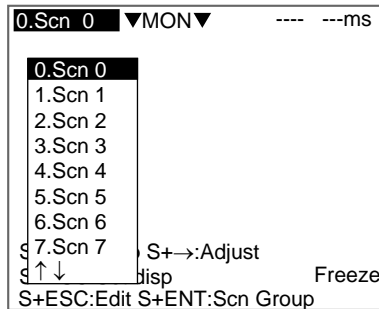 0.Scn 0 ▼MON▼ ---- ---ms
0.Scn 0
1.Scn 1
2.Scn 2
3.Scn 3
4.Scn 4
5.Scn 5
6.Scn 6
7.Scn 7
↑↓
S+→:Adjust
disp Freeze
S+ESC:Edit S+ENT:Scn Group